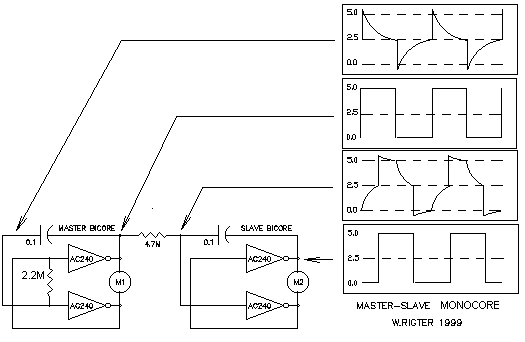 5.0
2.5
0.0
5.0
2.5
0.0
5.0
2.5
0.0
5.0
2.5
0.0
MASTER BICORE
SLAVE BICORE
0.1
4.7M
0.1
AC240
AC240
2.2M
M1
M2
AC240
AC240
MASTER-SLAVE MONOCORE
W.RIGTER 1999